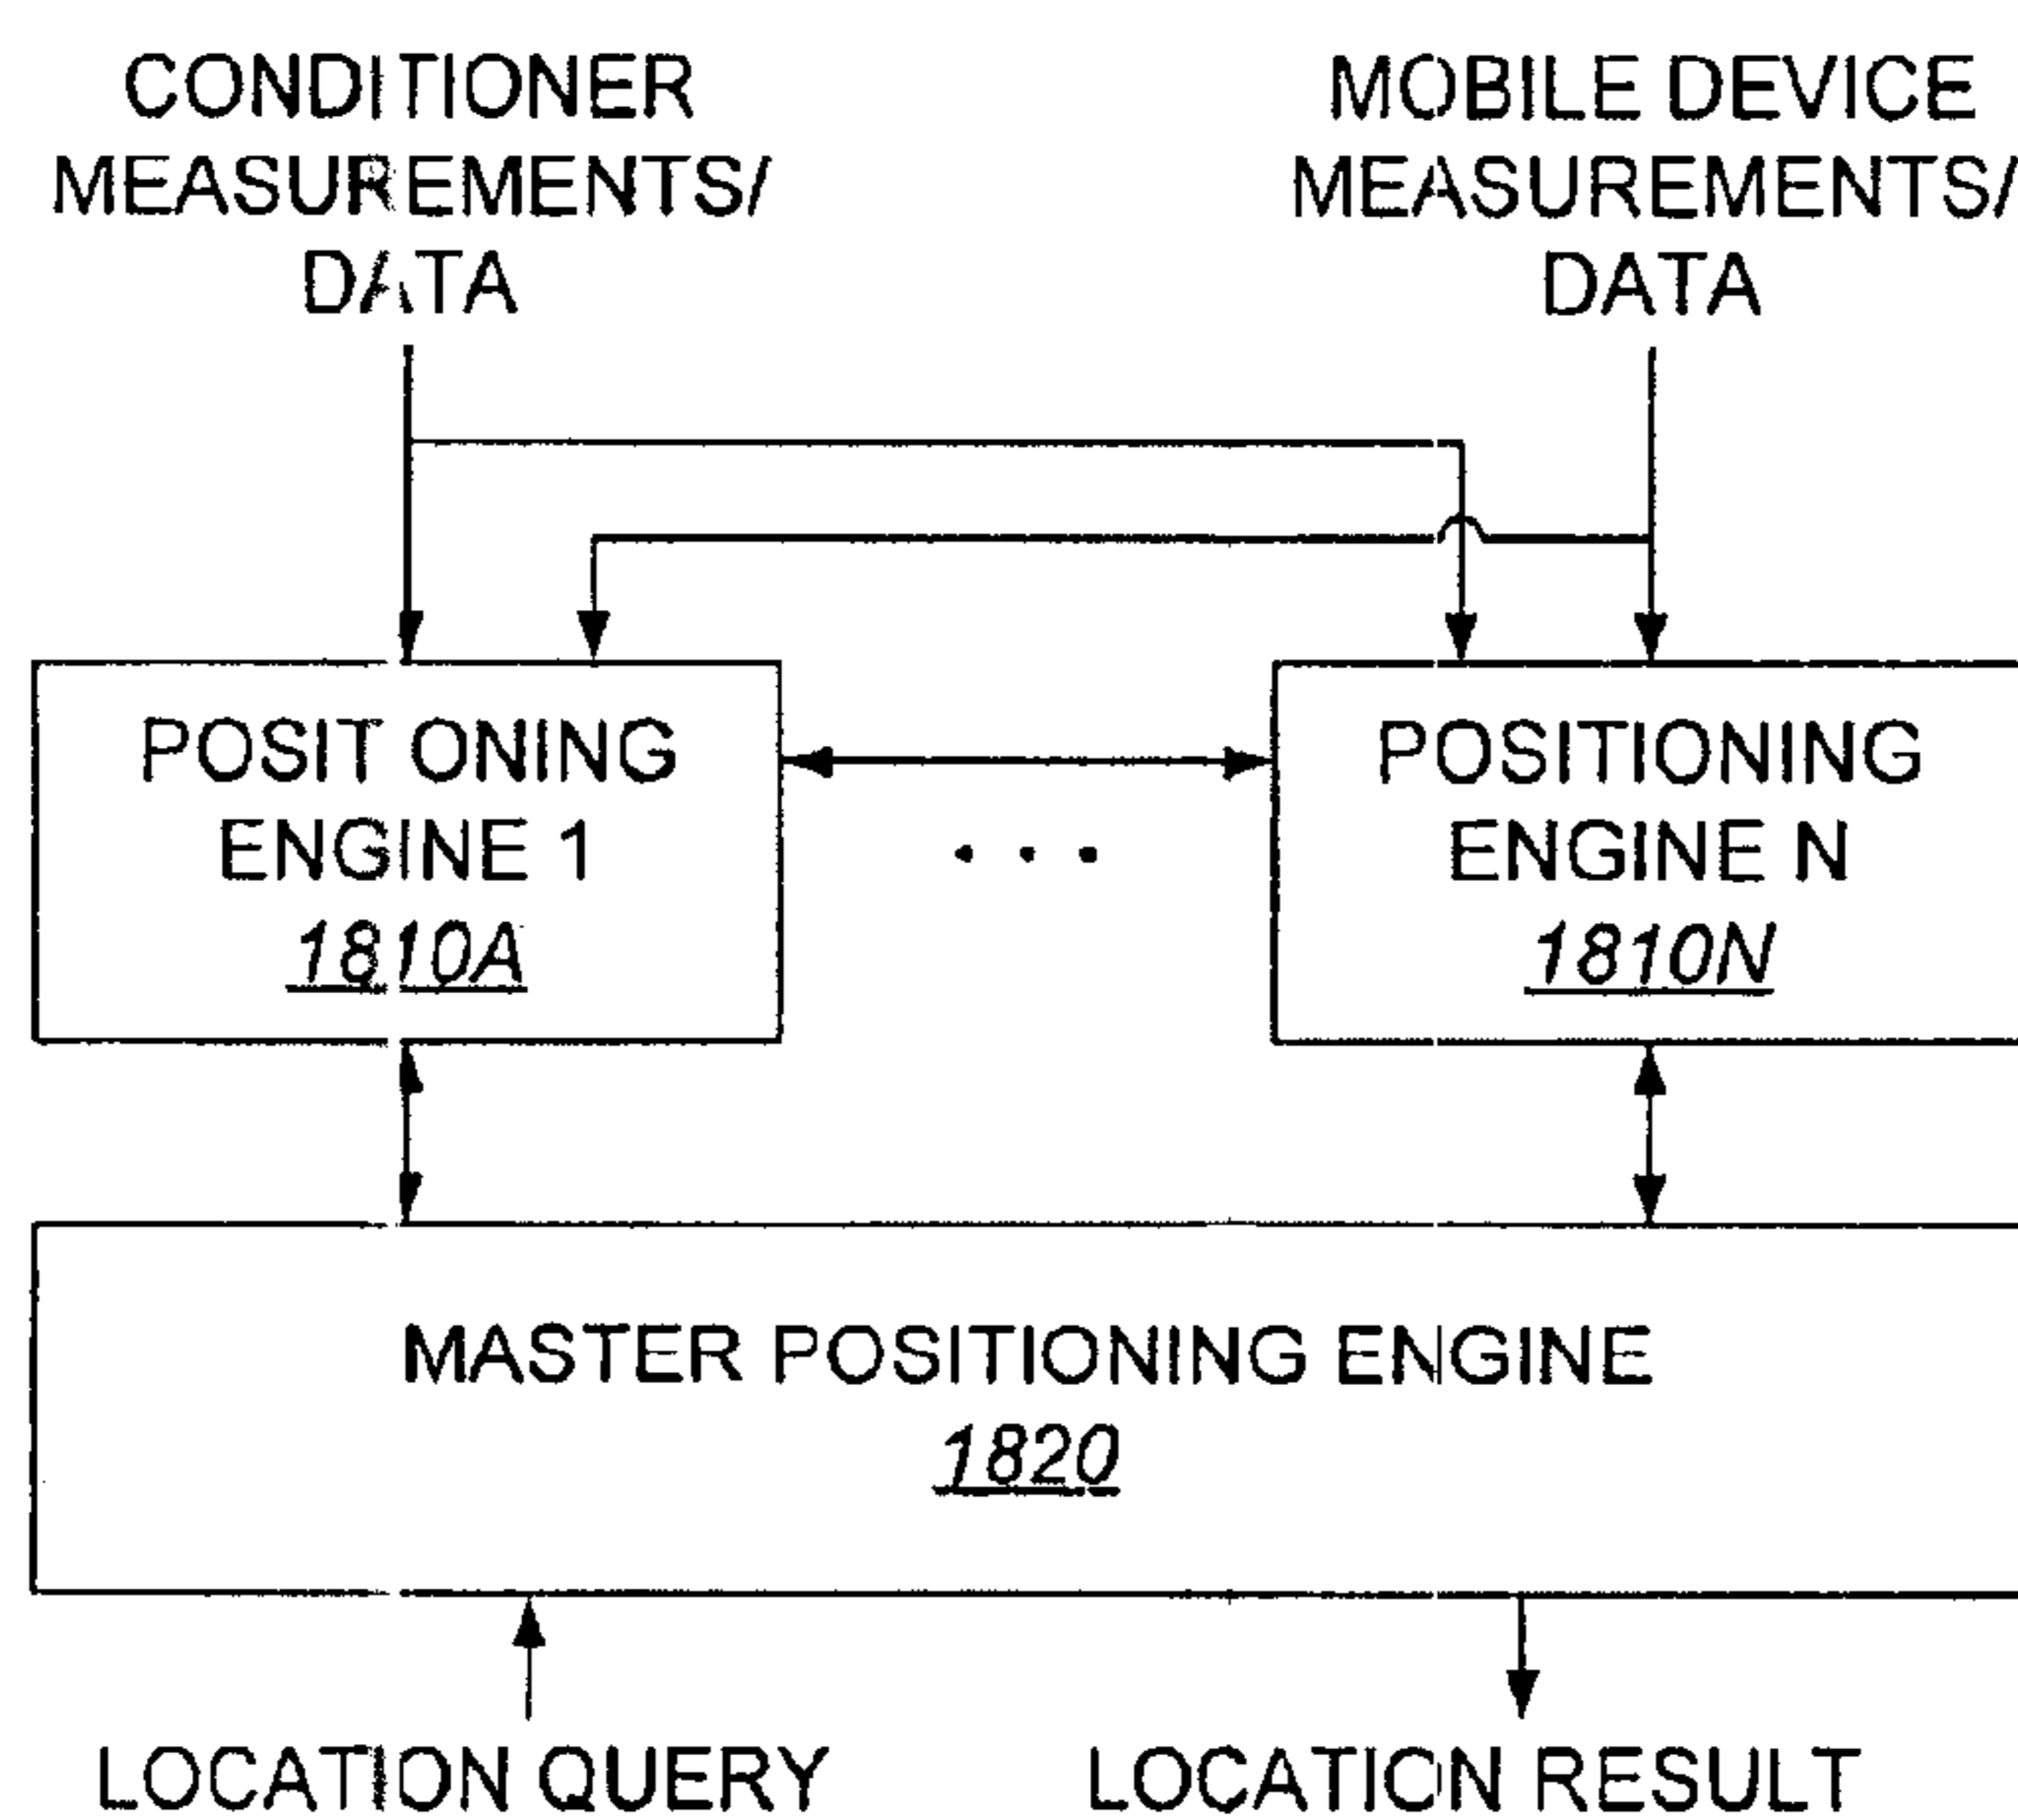 CONDITIONER
MEASUREMENTS/
DATA
MOBILE DEVICE
MEASUREMENTS/
DATA
POSIT ONING
ENGINE 1
1810A
. . .
POSITIONING
ENGINE N
1810N
MASTER POSITIONING ENGINE
1820
LOCATION QUERY
LOCATION RESULT